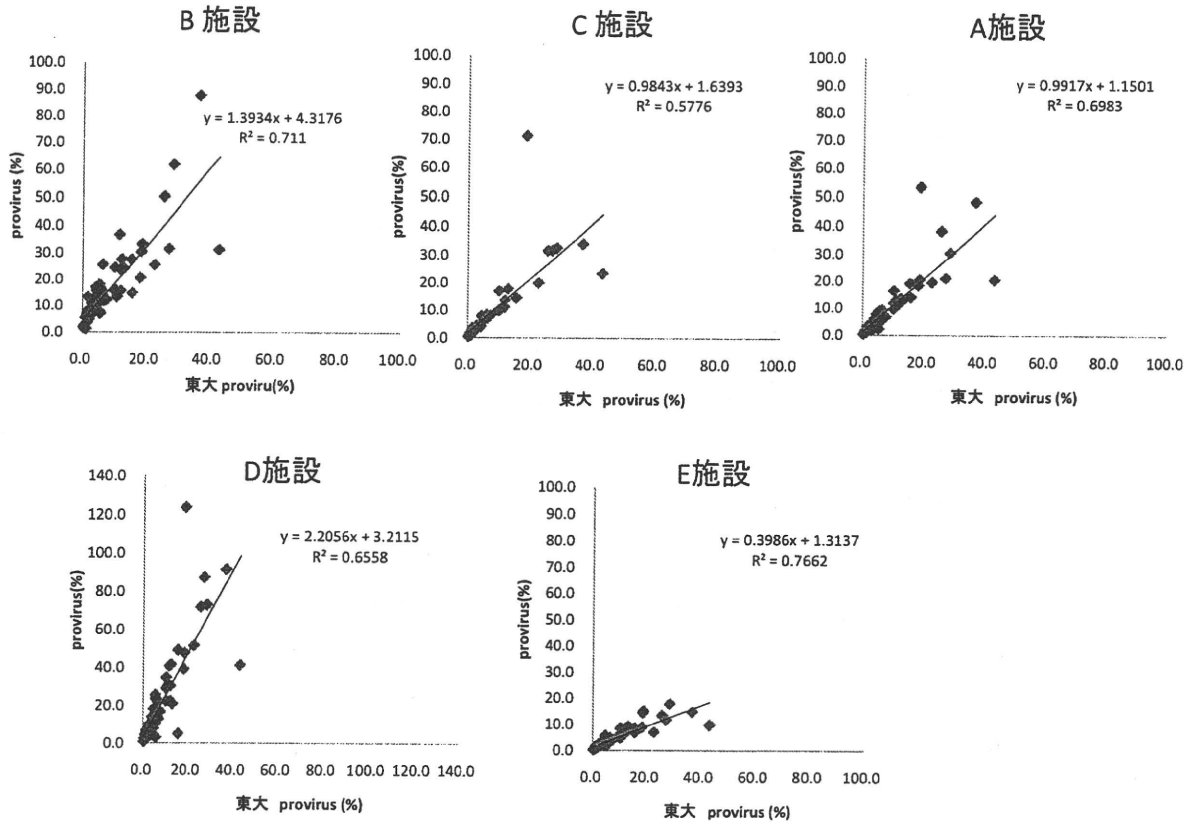 B 施設
100.0
90.0
80.0
70.0
60.0
50.0
40.0
30.0
20.0
10.0
0.0
provirus (%)
y = 1.3934x + 4.3176
R² = 0.711
0.0 20.0 40.0 60.0 80.0 100.0
東大 proviru(%)
C 施設
100.0
90.0
80.0
70.0
60.0
50.0
40.0
30.0
20.0
10.0
0.0
provirus(%)
y = 0.9843x + 1.6393
R² = 0.5776
0.0 20.0 40.0 60.0 80.0 100.0
東大 provirus (%)
A施設
100.0
90.0
80.0
70.0
60.0
50.0
40.0
30.0
20.0
10.0
0.0
provirus(%)
y = 0.9917x + 1.1501
R² = 0.6983
0.0 20.0 40.0 60.0 80.0 100.0
東大 provirus (%)
D施設
140.0
120.0
100.0
80.0
60.0
40.0
20.0
0.0
provirus(%)
y = 2.2056x + 3.2115
R² = 0.6558
0.0 20.0 40.0 60.0 80.0 100.0 120.0 140.0
東大 provirus (%)
E施設
100.0
90.0
80.0
70.0
60.0
50.0
40.0
30.0
20.0
10.0
0.0
provirus(%)
y = 0.3986x + 1.3137
R² = 0.7662
0.0 20.0 40.0 60.0 80.0 100.0
東大 provirus (%)